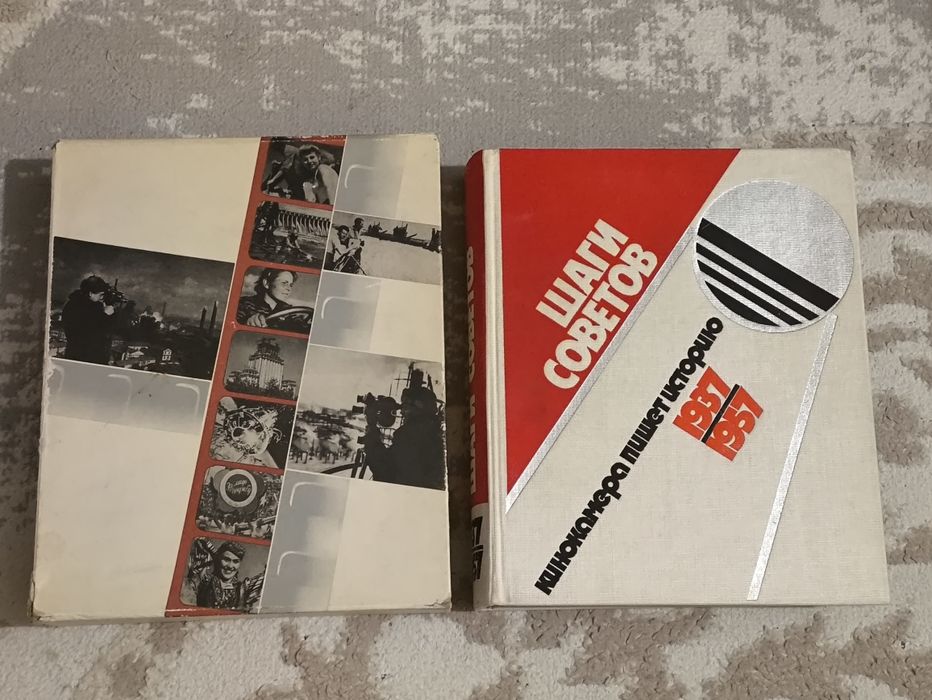 ШАГИ
СОВЕТОВ
кинокамера пишет историю
1937
1957